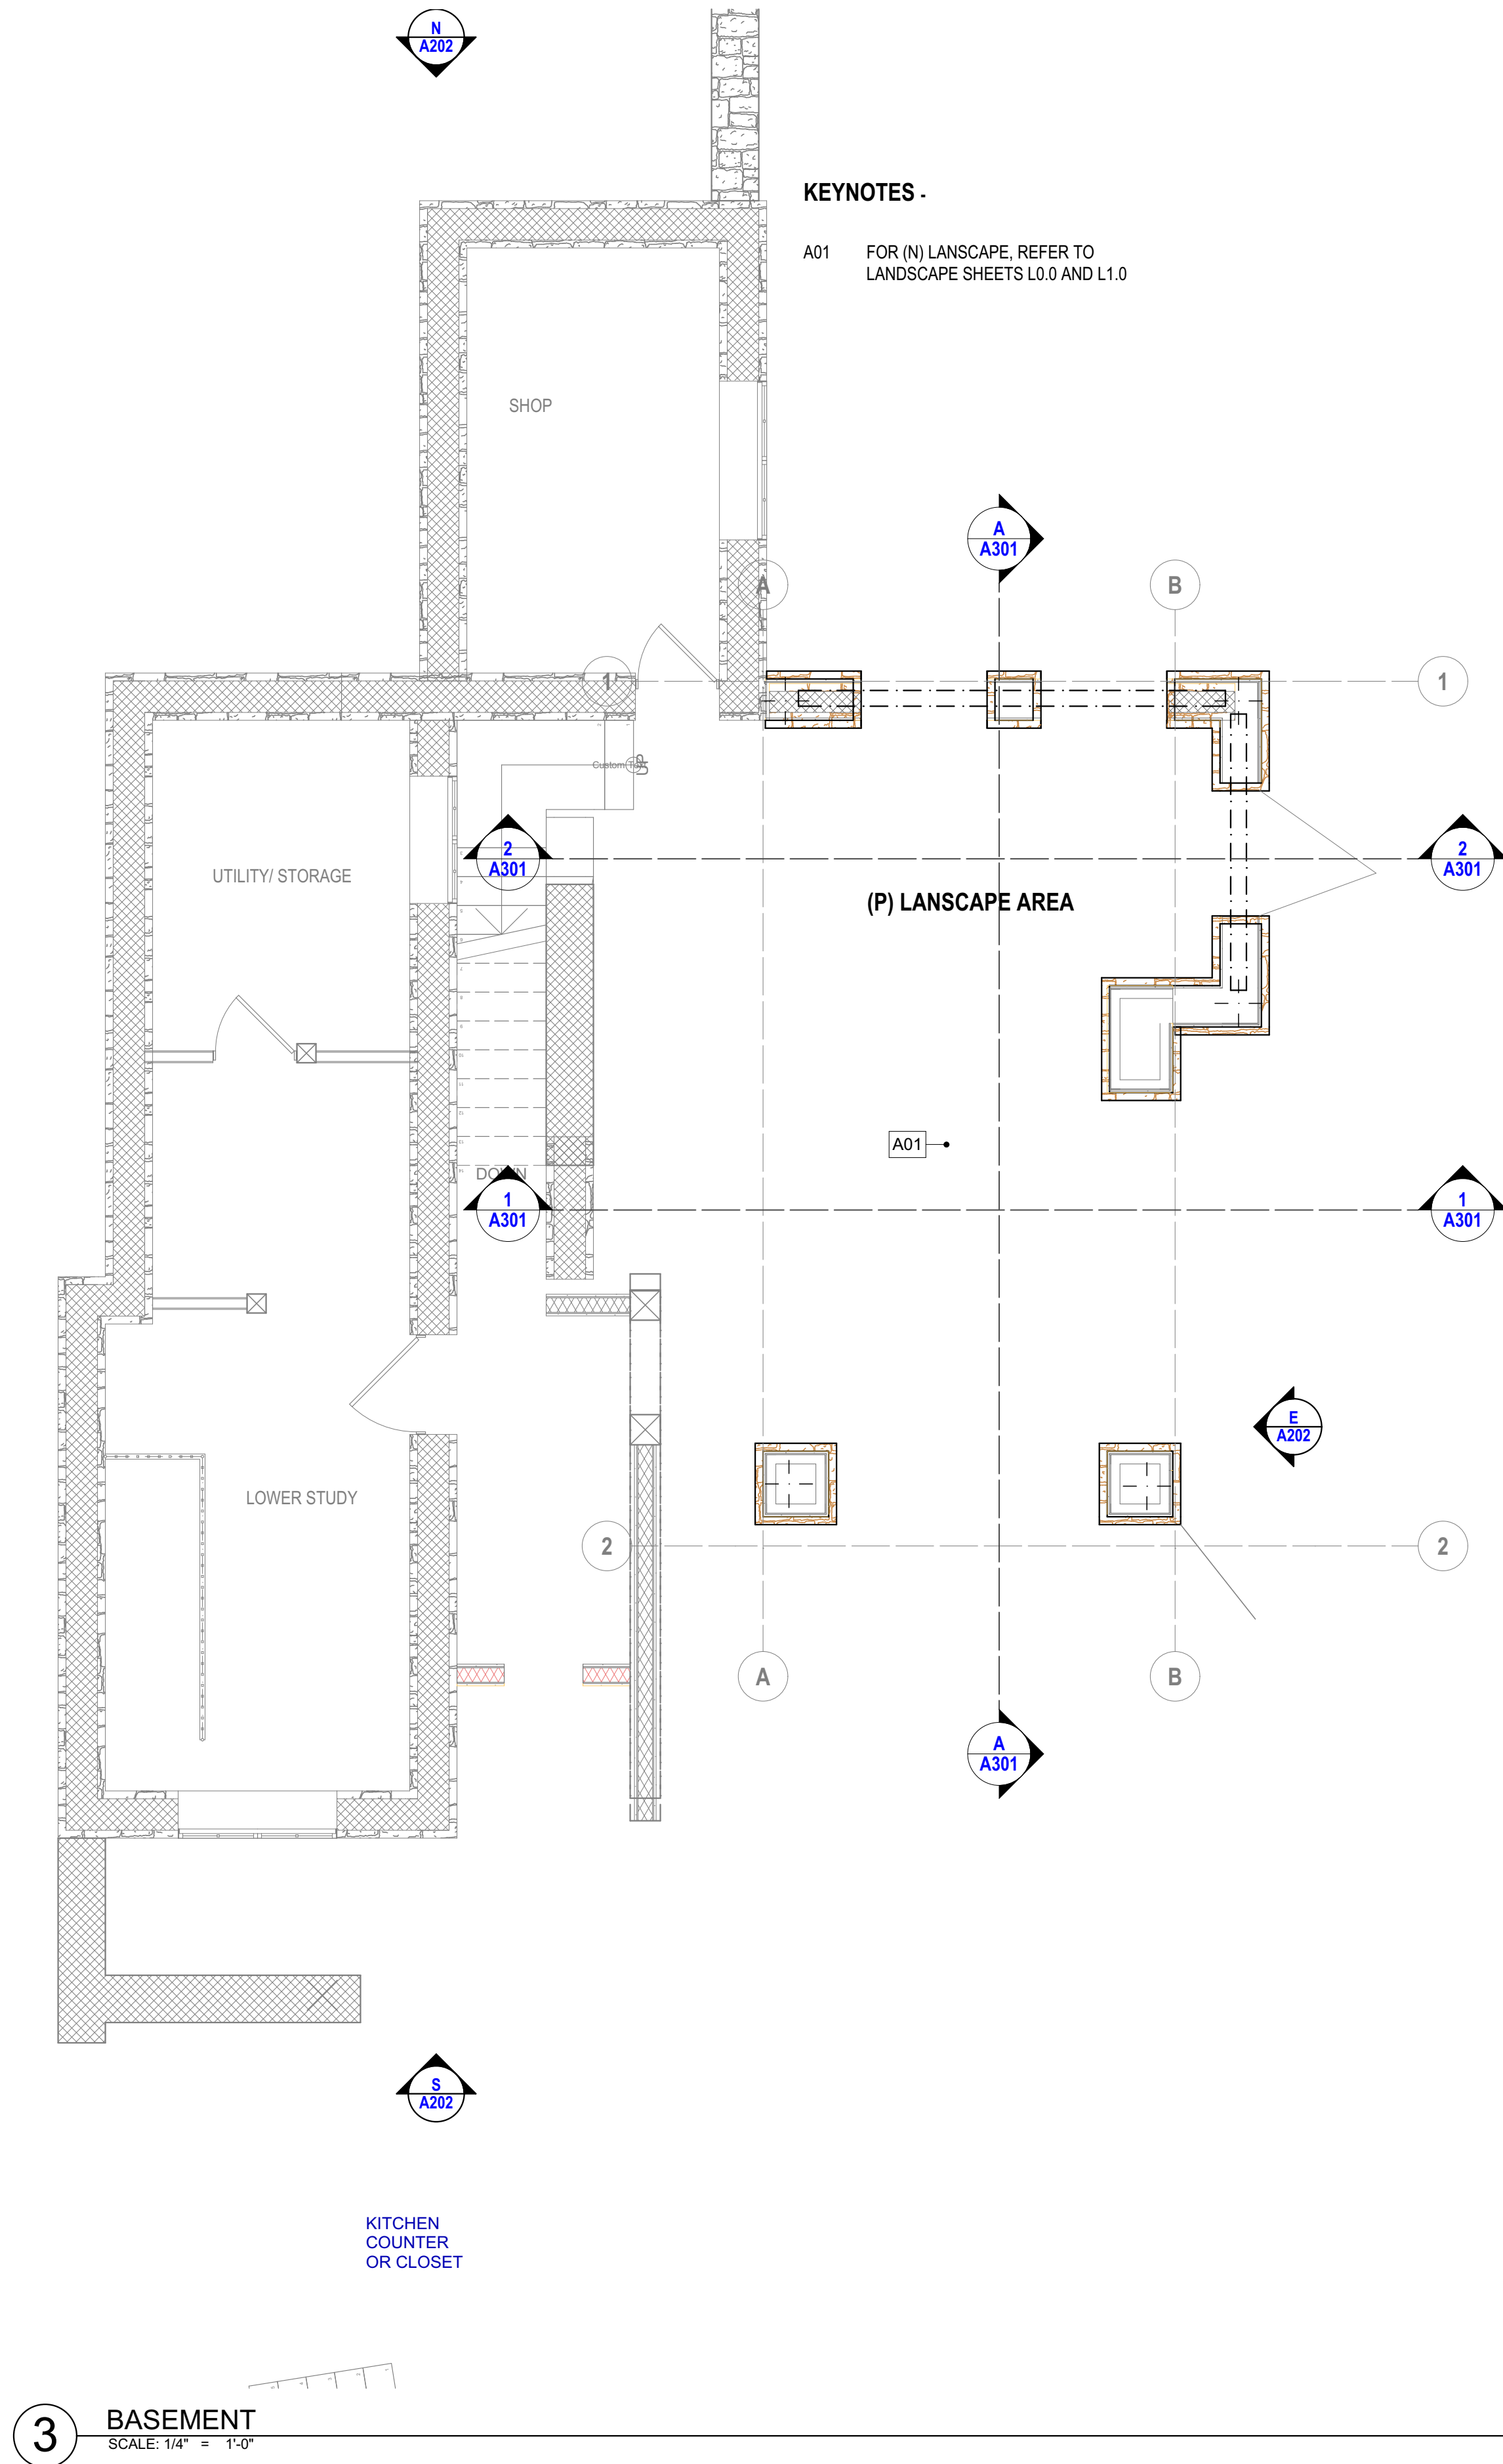 N
A202
KEYNOTES -
A01 FOR (N) LANSCAPE, REFER TO
LANDSCAPE SHEETS L0.0 AND L1.0
SHOP
A
A301
A
B
1
1
UP
UTILITY/ STORAGE
2
A301
2
A301
(P) LANSCAPE AREA
A01
DOWN
1
A301
1
A301
E
A202
LOWER STUDY
2
2
A
B
A
A301
S
A202
KITCHEN
COUNTER
OR CLOSET
3
BASEMENT
SCALE: 1/4" = 1'-0"